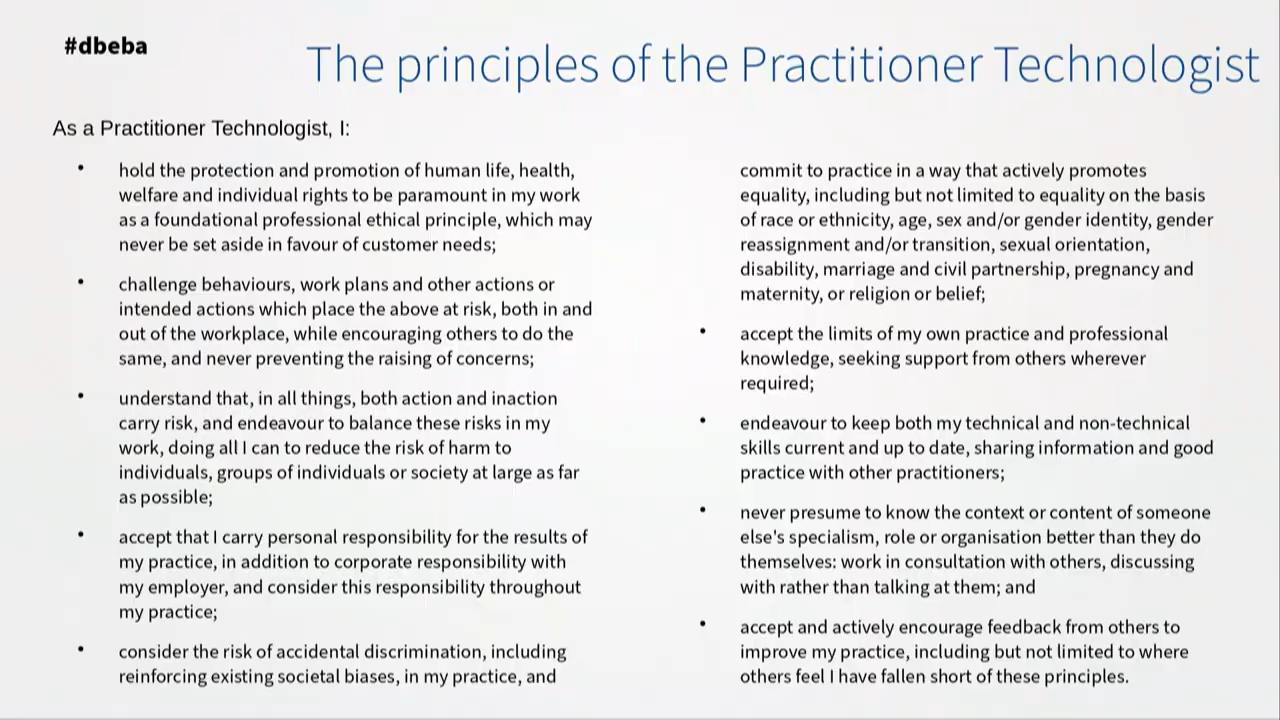 #dbeba
The principles of the Practitioner Technologist
As a Practitioner Technologist, I:
• hold the protection and promotion of human life, health,
welfare and individual rights to be paramount in my work
as a foundational professional ethical principle, which may
never be set aside in favour of customer needs;
• challenge behaviours, work plans and other actions or
intended actions which place the above at risk, both in and
out of the workplace, while encouraging others to do the
same, and never preventing the raising of concerns;
• understand that, in all things, both action and inaction
carry risk, and endeavour to balance these risks in my
work, doing all I can to reduce the risk of harm to
individuals, groups of individuals or society at large as far
as possible;
• accept that I carry personal responsibility for the results of
my practice, in addition to corporate responsibility with
my employer, and consider this responsibility throughout
my practice;
• consider the risk of accidental discrimination, including
reinforcing existing societal biases, in my practice, and
commit to practice in a way that actively promotes
equality, including but not limited to equality on the basis
of race or ethnicity, age, sex and/or gender identity, gender
reassignment and/or transition, sexual orientation,
disability, marriage and civil partnership, pregnancy and
maternity, or religion or belief;
• accept the limits of my own practice and professional
knowledge, seeking support from others wherever
required;
• endeavour to keep both my technical and non-technical
skills current and up to date, sharing information and good
practice with other practitioners;
• never presume to know the context or content of someone
else's specialism, role or organisation better than they do
themselves: work in consultation with others, discussing
with rather than talking at them; and
• accept and actively encourage feedback from others to
improve my practice, including but not limited to where
others feel I have fallen short of these principles.